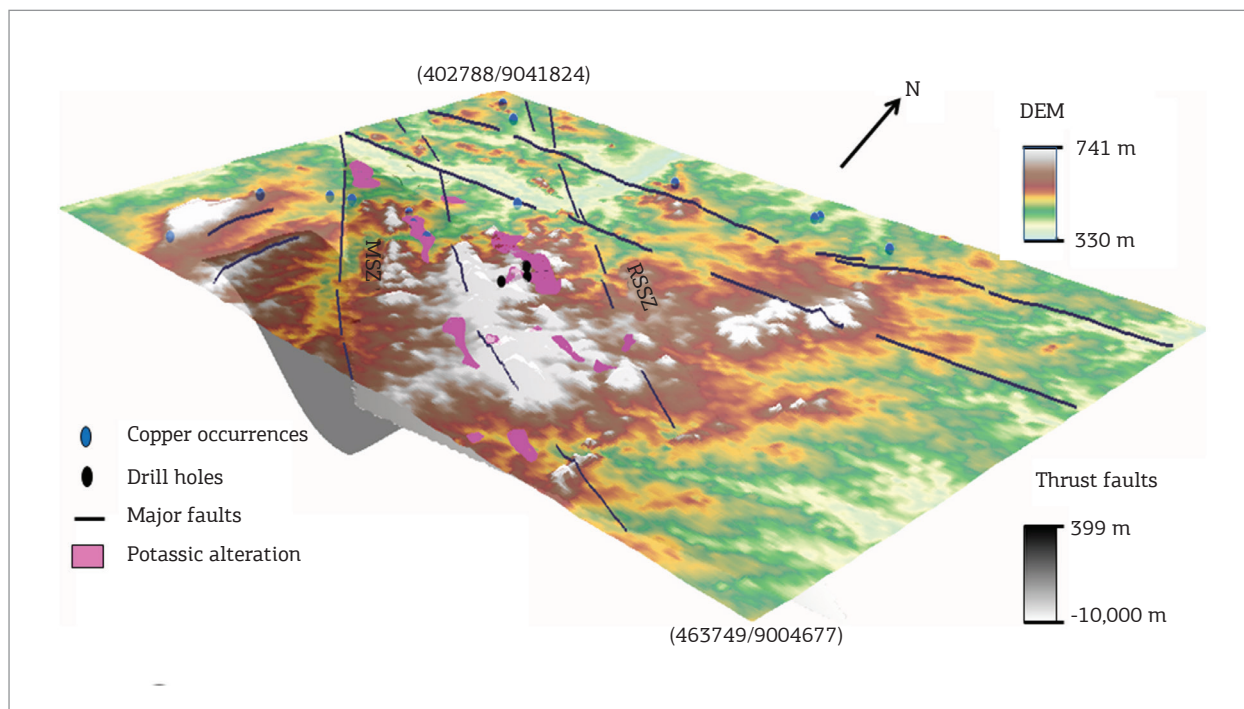 (402788/9041824)
N
DEM
741 m
330 m
MSZ
RSSZ
Copper occurrences
Drill holes
Major faults
Potassic alteration
Thrust faults
399 m
-10,000 m
(463749/9004677)